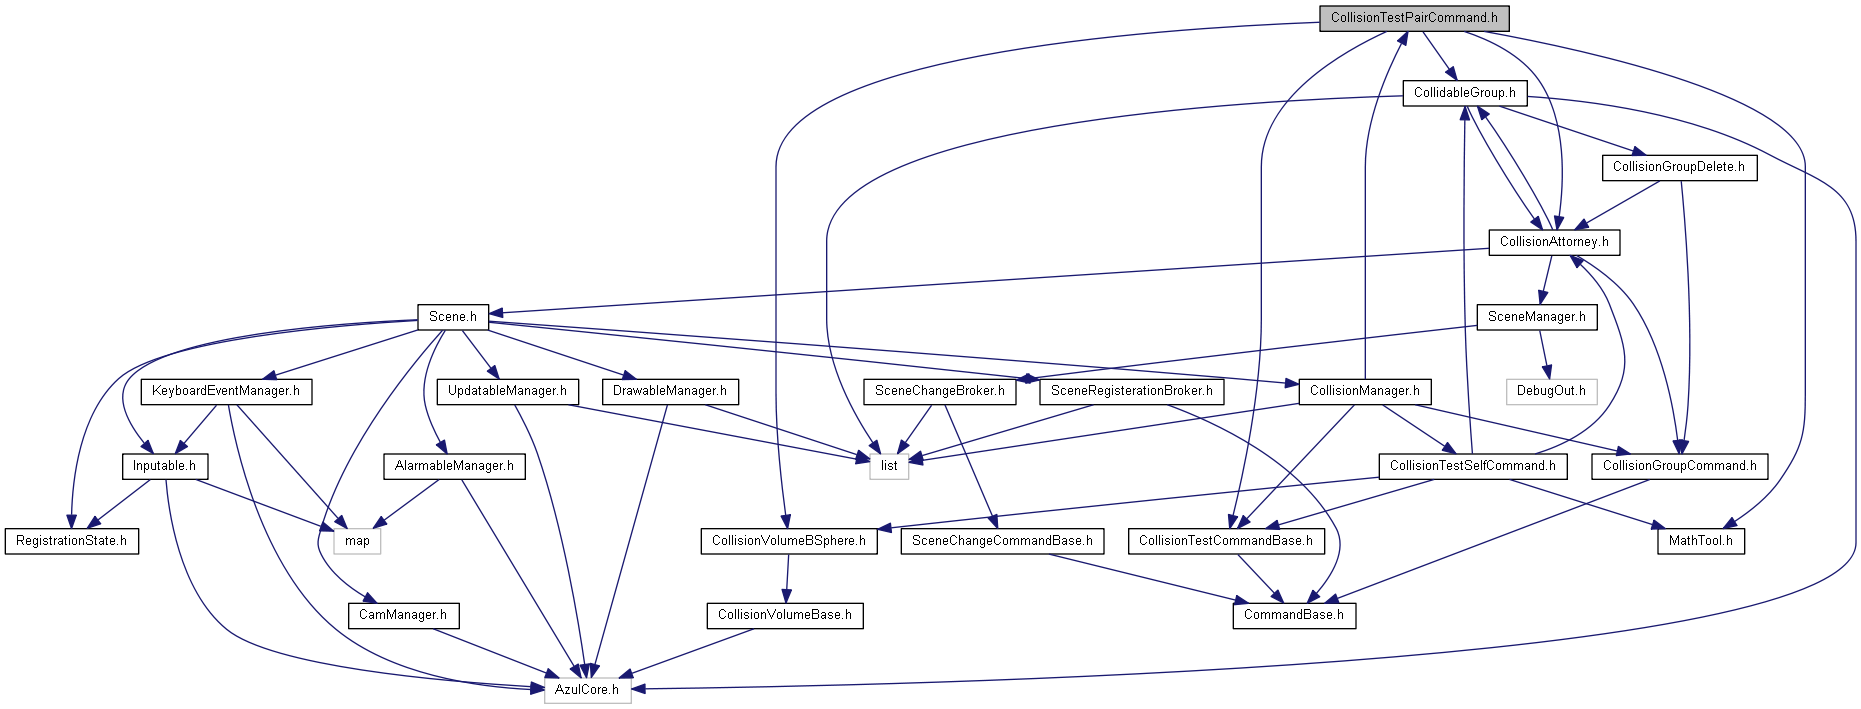 CollisionTestPairCommand.h
CollidableGroup.h
CollisionGroupDelete.h
CollisionAttorney.h
Scene.h
SceneManager.h
KeyboardEventManager.h
UpdatableManager.h
DrawableManager.h
SceneChangeBroker.h
SceneRegisterationBroker.h
CollisionManager.h
DebugOut.h
Inputable.h
AlarmableManager.h
list
CollisionTestSelfCommand.h
CollisionGroupCommand.h
RegistrationState.h
map
CollisionVolumeBSphere.h
SceneChangeCommandBase.h
CollisionTestCommandBase.h
MathTool.h
CamManager.h
CollisionVolumeBase.h
CommandBase.h
AzulCore.h